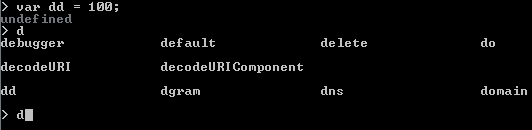 > var dd = 100;
undefined
> d
debugger default delete do
decodeURI decodeURIComponent
dd dgram dns domain
> d